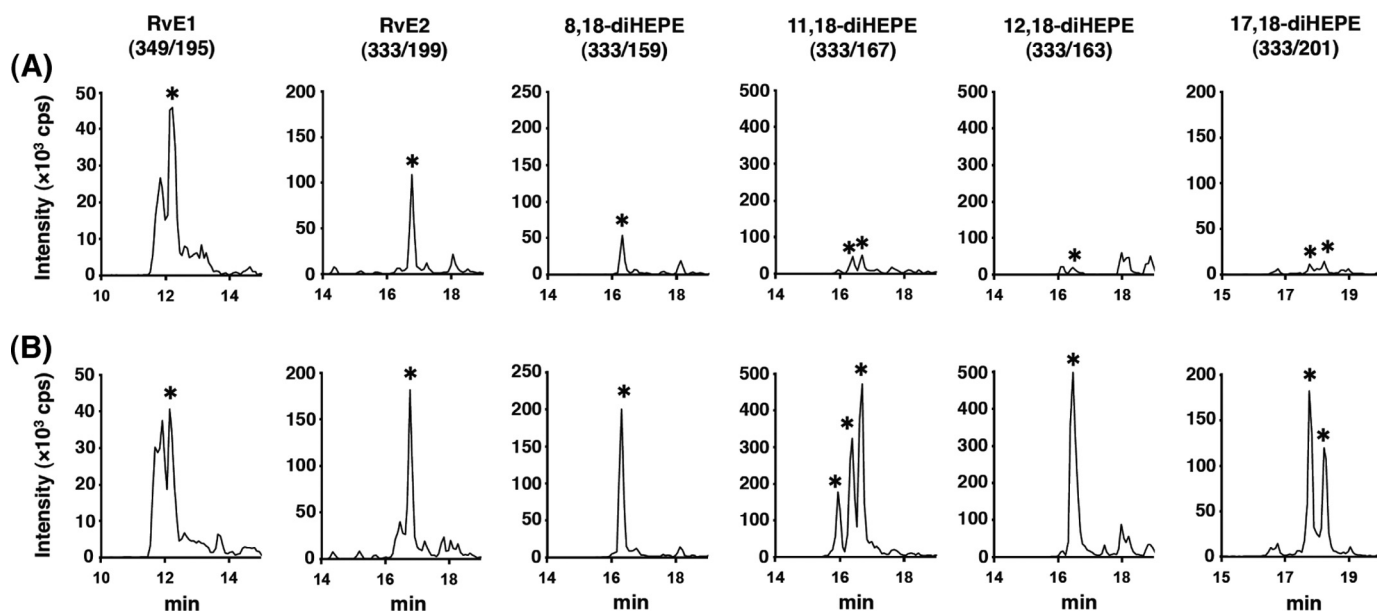 RvE1 RvE2 8,18-diHEPE 11,18-diHEPE 12,18-diHEPE 17,18-diHEPE
(349/195) (333/199) (333/159) (333/167) (333/163) (333/201)
(A)
Intensity (×10³ cps)
50 200 250 500 500 200
40 200 400 400
150 150
30 150 300 300
100 100
20 100 200 200
50 50
10 50 100 100
0 0 0 0 0 0
* * * * * * * *
10 12 14 14 16 18 14 16 18 14 16 18 14 16 18 15 17 19
(B)
Intensity (×10³ cps)
50 200 250 500 500 200
40 200 400 400
150 150
30 150 300 300
100 100
20 100 200 200
50 50
10 50 100 100
0 0 0 0 0 0
* * * * * * * * *
10 12 14 14 16 18 14 16 18 14 16 18 14 16 18 15 17 19
min min min min min min